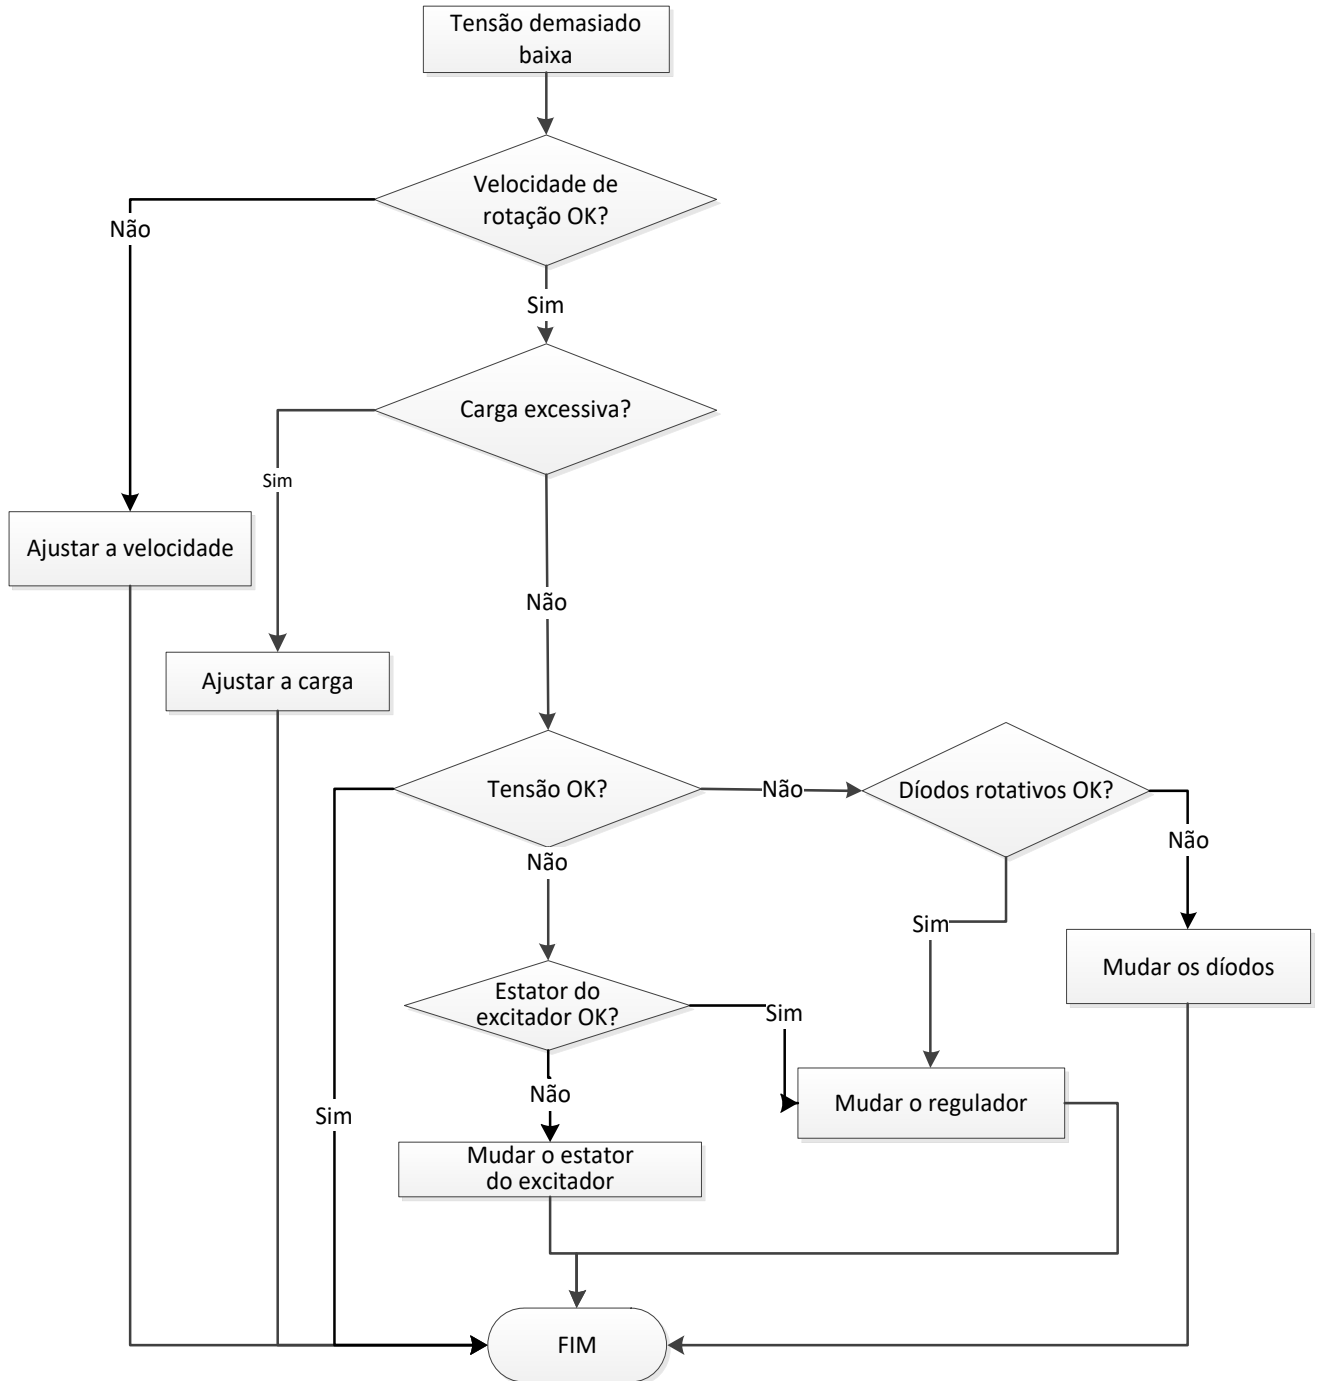 Tensão demasiado
baixa
Velocidade de
rotação OK?
Não
Sim
Carga excessiva?
Sim
Ajustar a velocidade
Não
Ajustar a carga
Tensão OK?
Não
Díodos rotativos OK?
Não
Não
Sim
Mudar os díodos
Estator do
excitador OK?
Sim
Não
Mudar o regulador
Sim
Mudar o estator
do excitador
FIM